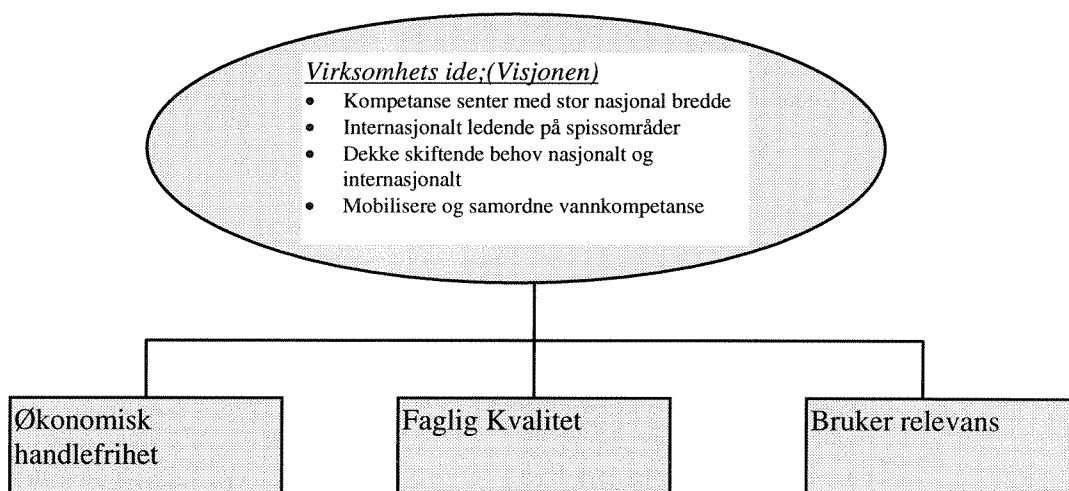 Virksomhets ide;(Visjonen)
• Kompetanse senter med stor nasjonal bredde
• Internasjonalt ledende på spissområder
• Dekke skiftende behov nasjonalt og
internasjonalt
• Mobilisere og samordne vannkompetanse
Økonomisk
handlefrihet
Faglig Kvalitet
Bruker relevans